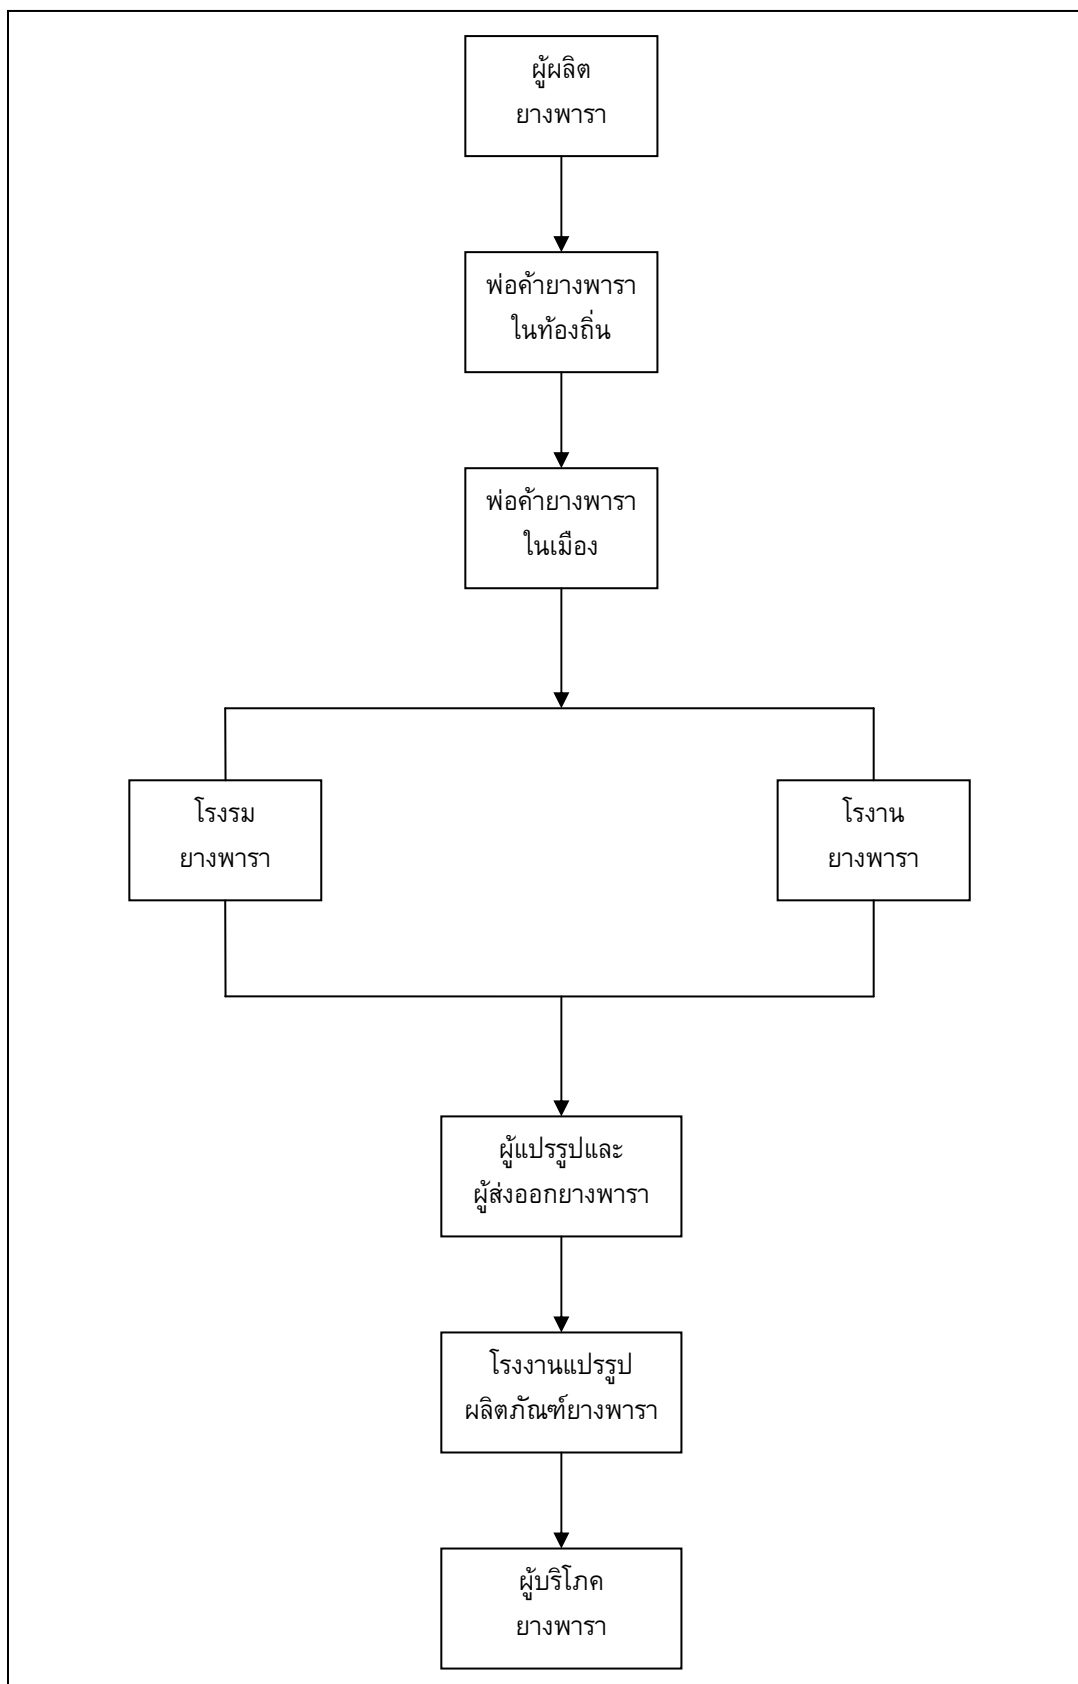 ผู้ผลิต
ยางพารา
พ่อค้ายางพารา
ในท้องถิ่น
พ่อค้ายางพารา
ในเมือง
โรงรม
ยางพารา
โรงาน
ยางพารา
ผู้แปรรูปและ
ผู้ส่งออกยางพารา
โรงงานแปรรูป
ผลิตภัณฑ์ยางพารา
ผู้บริโภค
ยางพารา